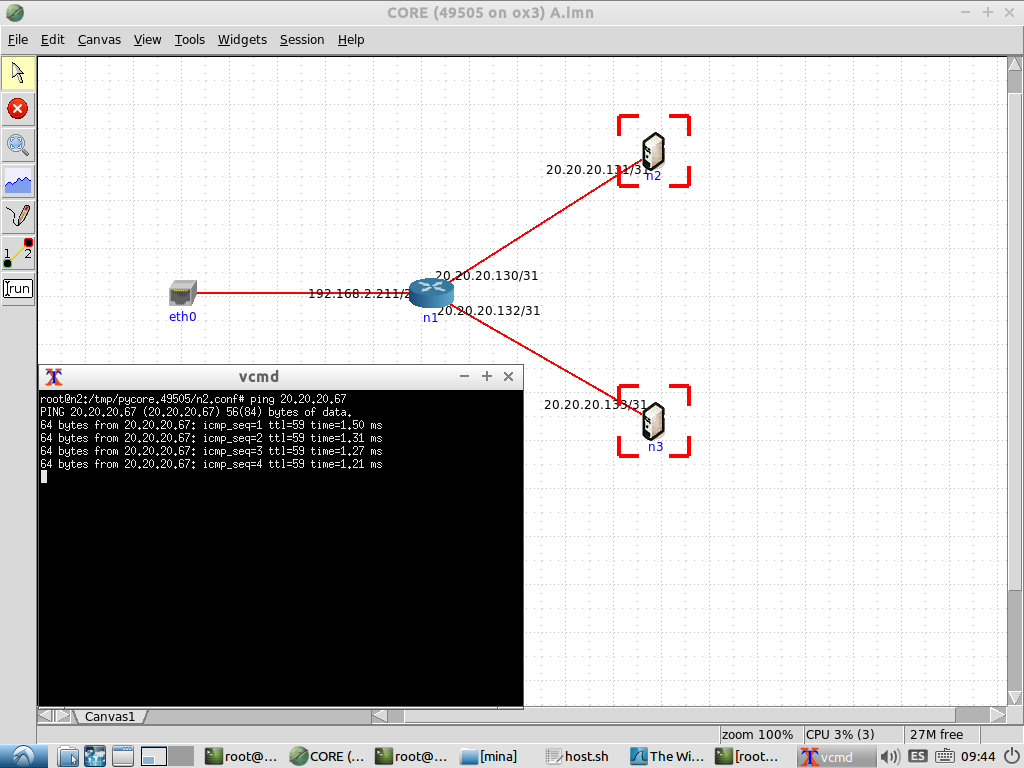 CORE (49505 on ox3) A.imn
File Edit Canvas View Tools Widgets Session Help
20.20.20.131/31
n2
20.20.20.130/31
192.168.2.211/2
20.20.20.132/31
eth0
n1
20.20.20.133/31
n3
1 2
run
vcmd
root@n2:/tmp/pycore.49505/n2.conf# ping 20.20.20.67
PING 20.20.20.67 (20.20.20.67) 56(84) bytes of data.
64 bytes from 20.20.20.67: icmp_seq=1 ttl=59 time=1.50 ms
64 bytes from 20.20.20.67: icmp_seq=2 ttl=59 time=1.31 ms
64 bytes from 20.20.20.67: icmp_seq=3 ttl=59 time=1.27 ms
64 bytes from 20.20.20.67: icmp_seq=4 ttl=59 time=1.21 ms
Canvas1
zoom 100% CPU 3% (3) 27M free
root@... CORE (... root@... [mina] host.sh The Wi... [root... vcmd ES 09:44